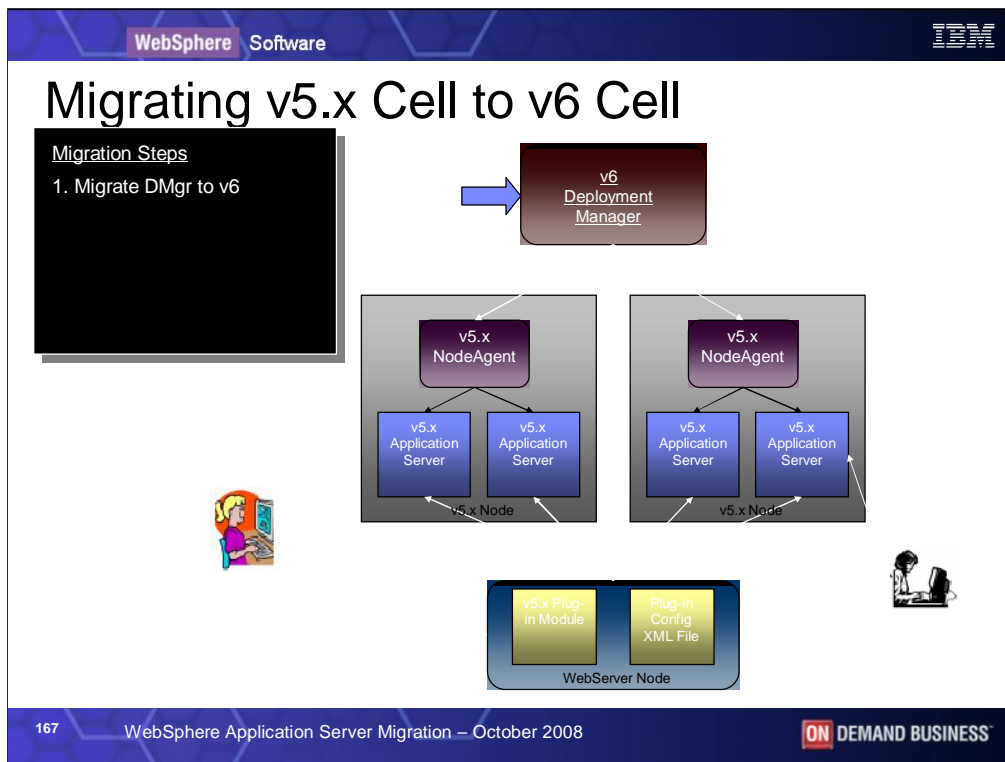 WebSphere Software
IBM
Migrating v5.x Cell to v6 Cell
Migration Steps
1. Migrate DMgr to v6
v6
Deployment
Manager
v5.x
NodeAgent
v5.x
Application
Server
v5.x
Application
Server
v5.x Node
v5.x
NodeAgent
v5.x
Application
Server
v5.x
Application
Server
v5.x Node
v5.x Plug-
in Module
Plug-in
Config
XML File
WebServer Node
167
WebSphere Application Server Migration – October 2008
ON DEMAND BUSINESS™